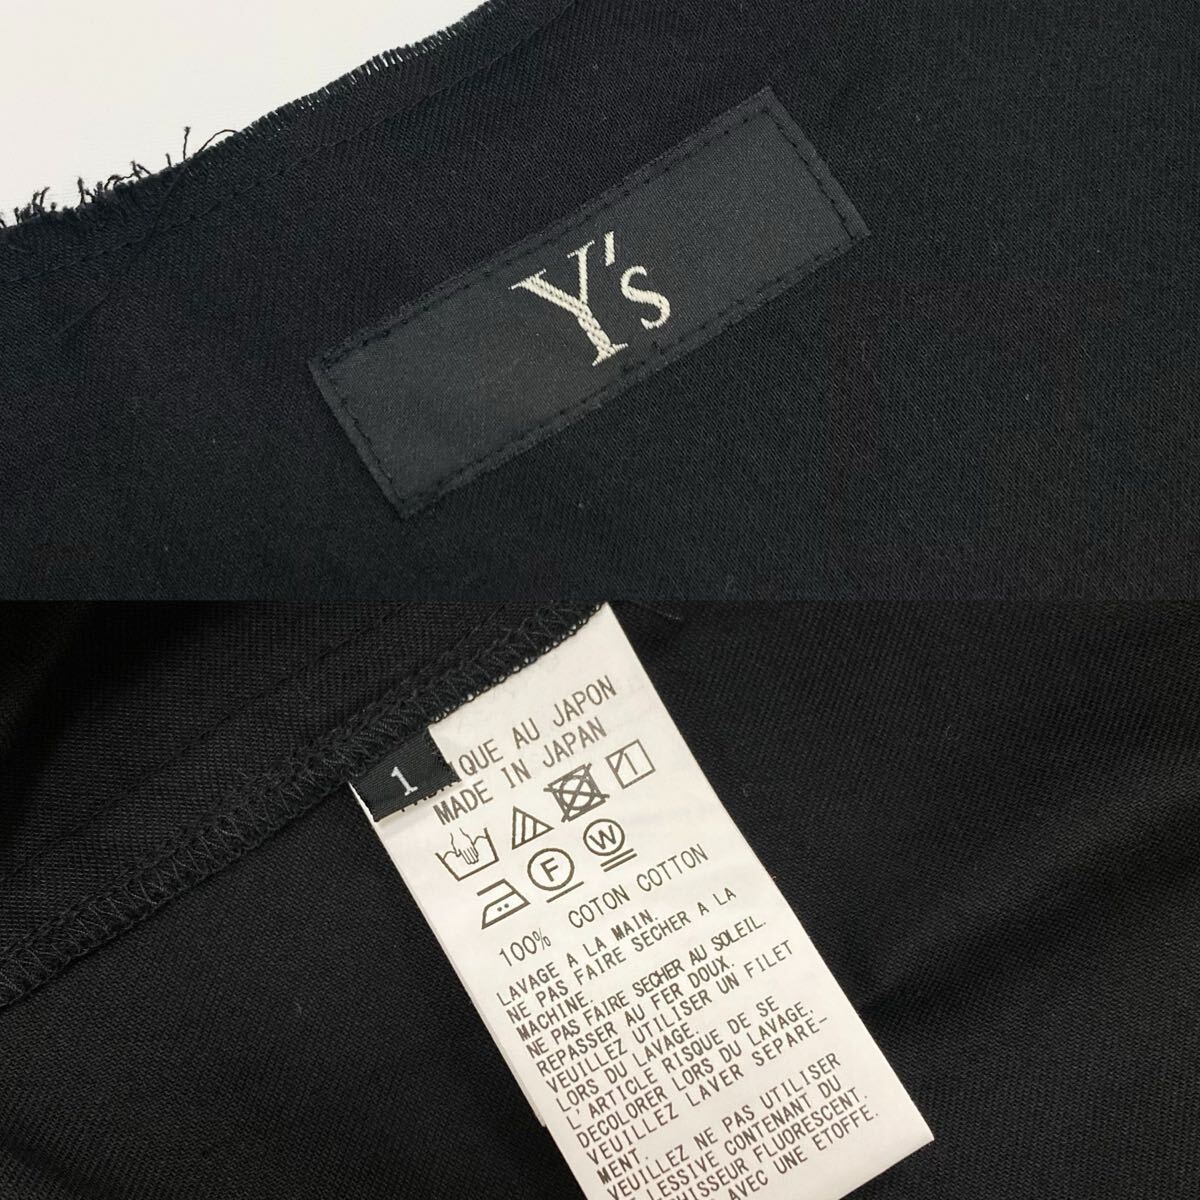 Y's
1
AU JAPON
MADE IN JAPAN
F
W
100% COTON COTTON
LAVAGE A LA MAIN.
NE PAS FAIRE SECHER A LA
MACHINE.
NE PAS FAIRE SECHER AU SOLEIL.
REPASSER AU FER DOUX
VEUILLEZ UTILISER UN FILET
LORS DU LAVAGE.
L'ARTICLE RISQUE DE SE
DECOLORER LORS DU LAVAGE.
VEUILLEZ LAVER SEPARE-
MENT.
VEUILLEZ NE PAS UTILISER
LESSIVE CONTENANT DU
FLUORESCENT.
AVEC UNE ETOFFE.